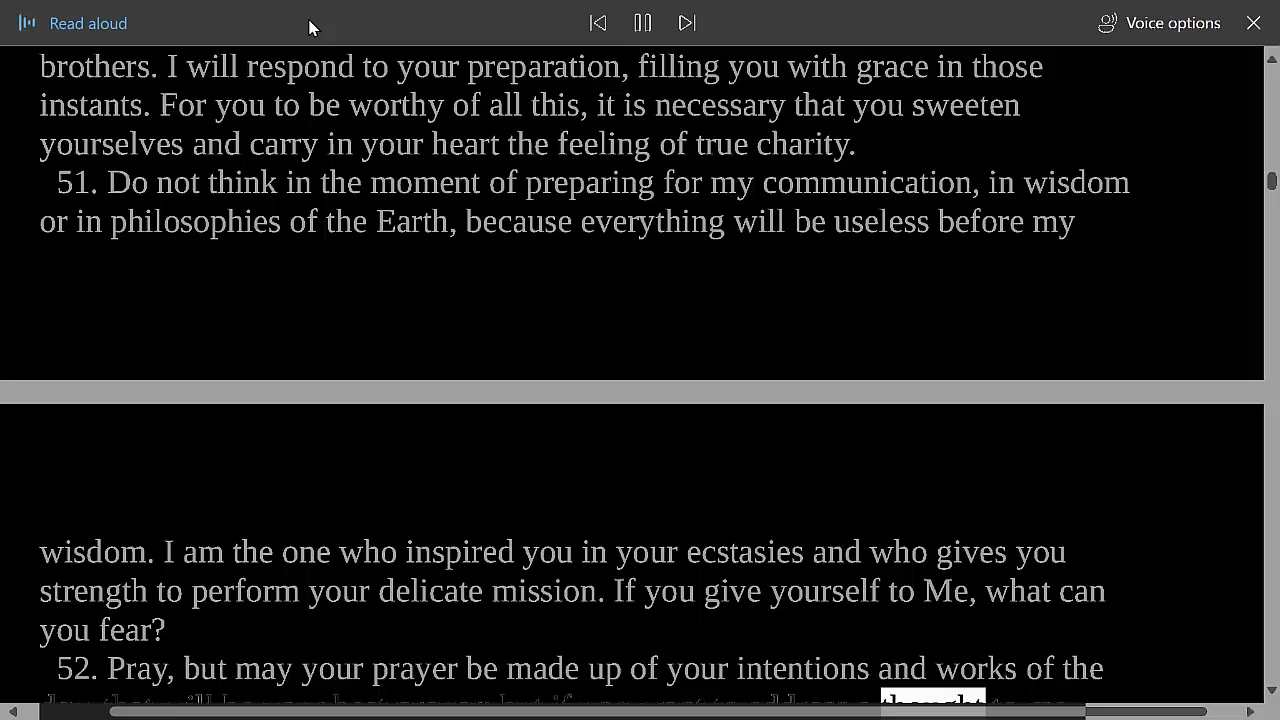 Read aloud
Voice options
brothers. I will respond to your preparation, filling you with grace in those
instants. For you to be worthy of all this, it is necessary that you sweeten
yourselves and carry in your heart the feeling of true charity.
51. Do not think in the moment of preparing for my communication, in wisdom
or in philosophies of the Earth, because everything will be useless before my
wisdom. I am the one who inspired you in your ecstasies and who gives you
strength to perform your delicate mission. If you give yourself to Me, what can
you fear?
52. Pray, but may your prayer be made up of your intentions and works of the
thought